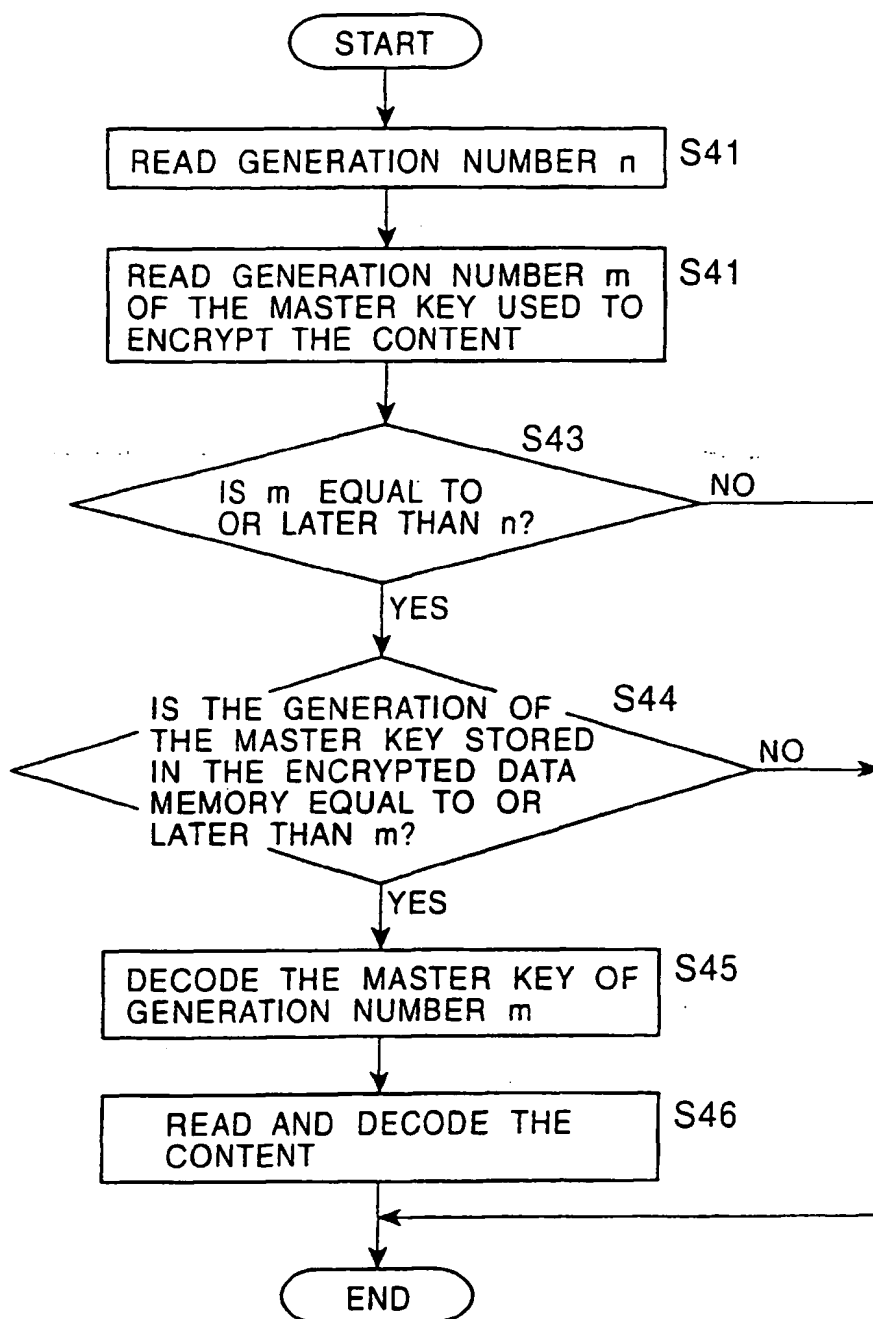 START
READ GENERATION NUMBER n
S41
READ GENERATION NUMBER m
OF THE MASTER KEY USED TO
ENCRYPT THE CONTENT
S41
S43
IS m EQUAL TO
OR LATER THAN n?
NO
YES
IS THE GENERATION OF
THE MASTER KEY STORED
IN THE ENCRYPTED DATA
MEMORY EQUAL TO OR
LATER THAN m?
S44
NO
YES
DECODE THE MASTER KEY OF
GENERATION NUMBER m
S45
READ AND DECODE THE
CONTENT
S46
END